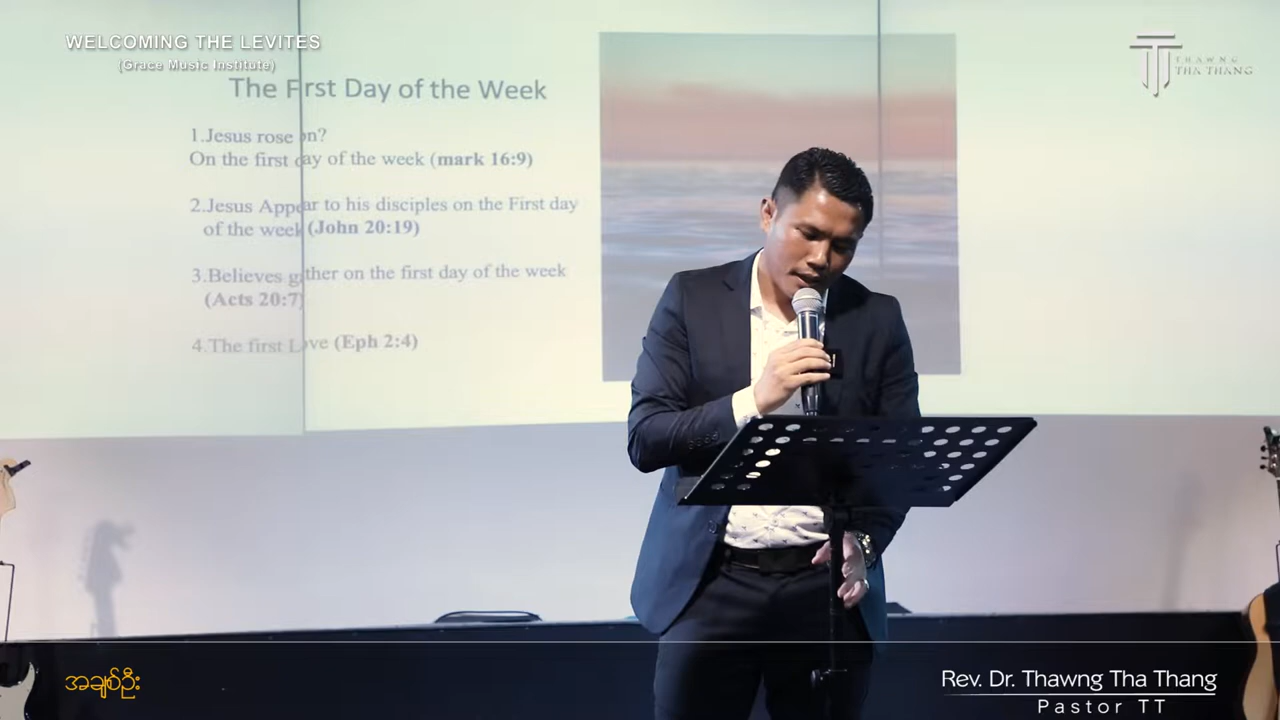 WELCOMING THE LEVITES
(Grace Music Institute)
THAWNG
THA THANG
The First Day of the Week
1.Jesus rose on?
On the first day of the week (mark 16:9)
2.Jesus Appear to his disciples on the First day
of the week (John 20:19)
3.Believes gather on the first day of the week
(Acts 20:7)
4.The first Love (Eph 2:4)
အချစ်ဦး
Rev. Dr. Thawng Tha Thang
Pastor TT